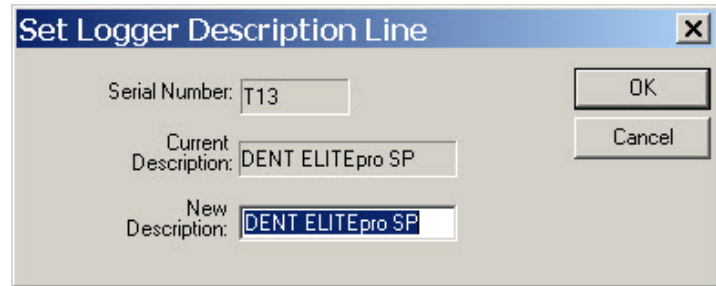 Set Logger Description Line
Serial Number: T13
OK
Current
Description: DENT ELITEpro SP
Cancel
New
Description: DENT ELITEpro SP